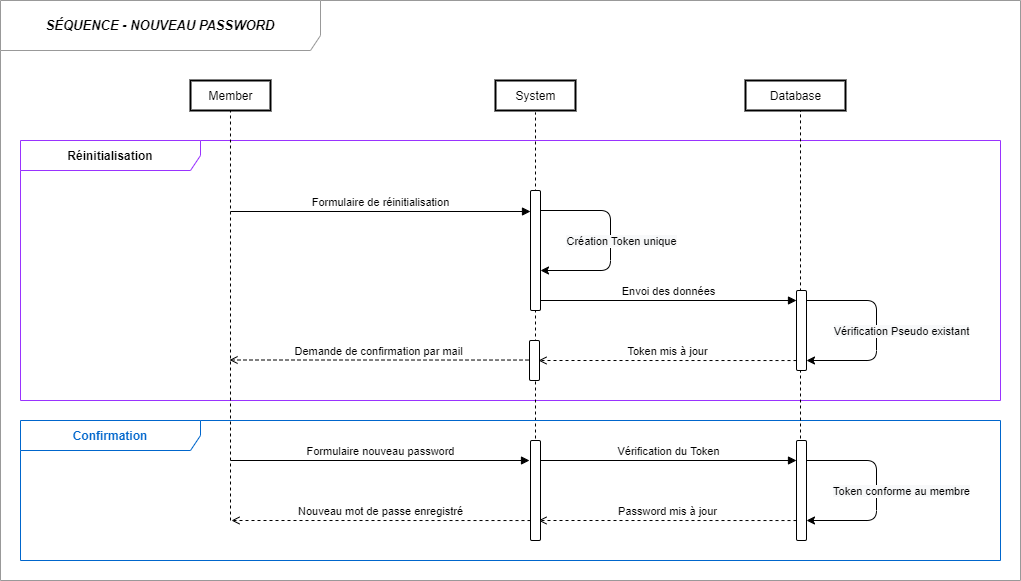 SÉQUENCE - NOUVEAU PASSWORD
Member
System
Database
Réinitialisation
Formulaire de réinitialisation
Création Token unique
Envoi des données
Vérification Pseudo existant
Demande de confirmation par mail
Token mis à jour
Confirmation
Formulaire nouveau password
Vérification du Token
Token conforme au membre
Nouveau mot de passe enregistré
Password mis à jour